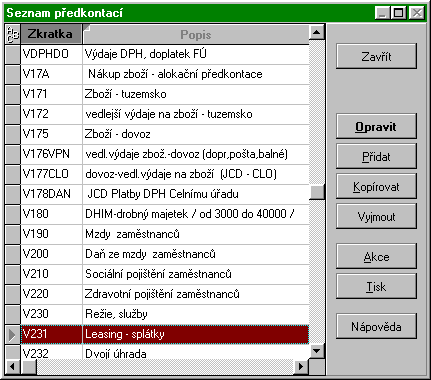 Seznam předkontací
Zkratka Popis
VDPHDO Výdaje DPH, doplatek FÚ
V17A Nákup zboží - alokační předkontace
V171 Zboží - tuzemsko
V172 vedlejší výdaje na zboží - tuzemsko
V175 Zboží - dovoz
V176VPN vedl.výdaje zbož.-dovoz (dopr,pošta,balné)
V177CLO dovoz-vedl.výdaje na zboží (JCD - CLO)
V178DAN JCD Platby DPH Celnímu úřadu
V180 DHIM-drobný majetek / od 3000 do 40000 /
V190 Mzdy zaměstnanců
V200 Daň ze mzdy zaměstnanců
V210 Sociální pojištění zaměstnanců
V220 Zdravotní pojištění zaměstnanců
V230 Režie, služby
V231 Leasing - splátky
V232 Dvojí úhrada
Zavřít
Opravit
Přidat
Kopírovat
Vyjmout
Akce
Tisk
Nápověda